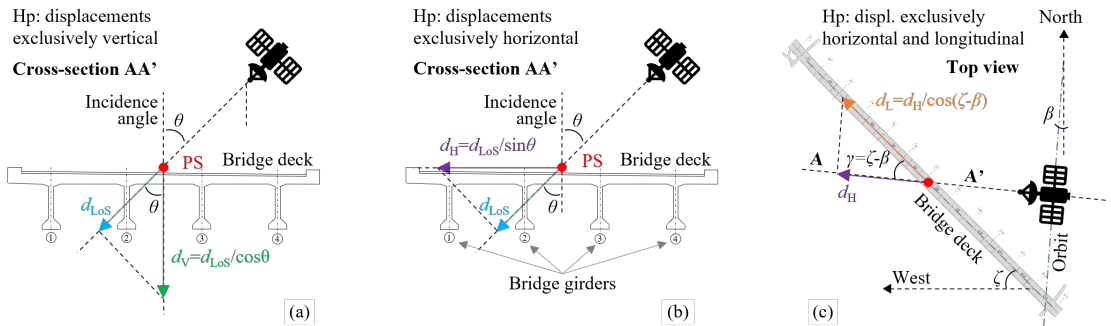 Hp: displacements
exclusively vertical
Cross-section AA’
Incidence
angle
θ
PS
Bridge deck
θ
dLoS
① ② ③ ④
dV=dLoS/cosθ
(a)
Hp: displacements
exclusively horizontal
Cross-section AA’
Incidence
angle
θ
dH=dLoS/sinθ
PS
Bridge deck
θ
dLoS
① ② ③ ④
Bridge girders
(b)
Hp: displ. exclusively
horizontal and longitudinal
North
Top view
dL=dH/cos(ζ-β)
β
A
γ=ζ-β
A’
dH
Bridge deck
Orbit
West
ζ
(c)